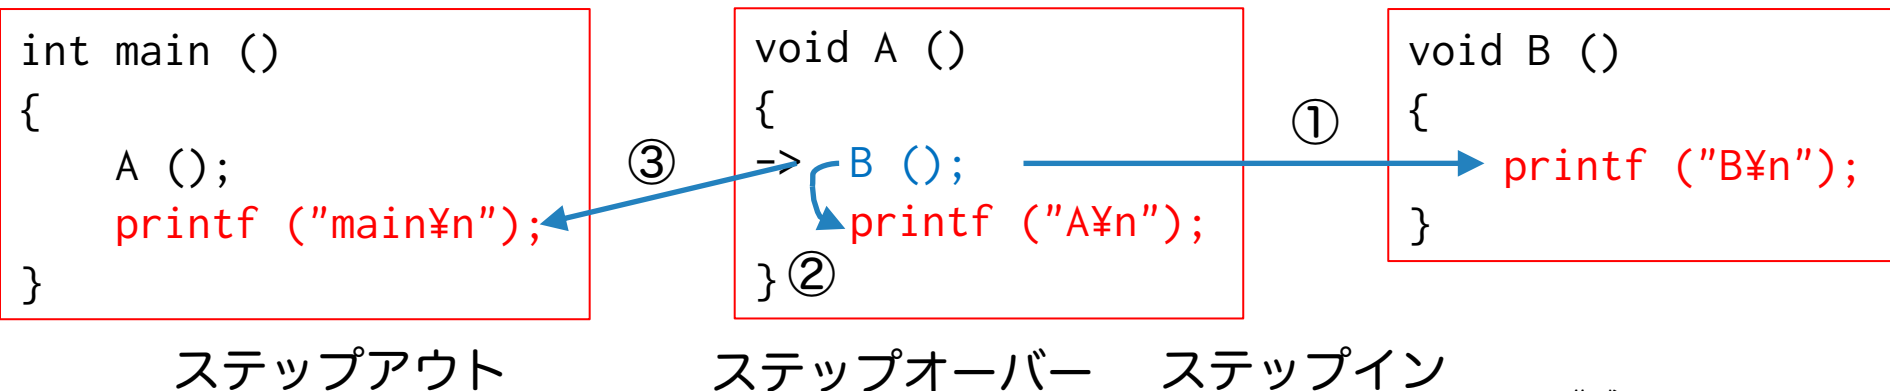 int main ()
{
A ();
printf ("main¥n");
}
③
void A ()
{
-> B ();
printf ("A¥n");
}②
①
void B ()
{
printf ("B¥n");
}
ステップアウト
ステップオーバー
ステップイン